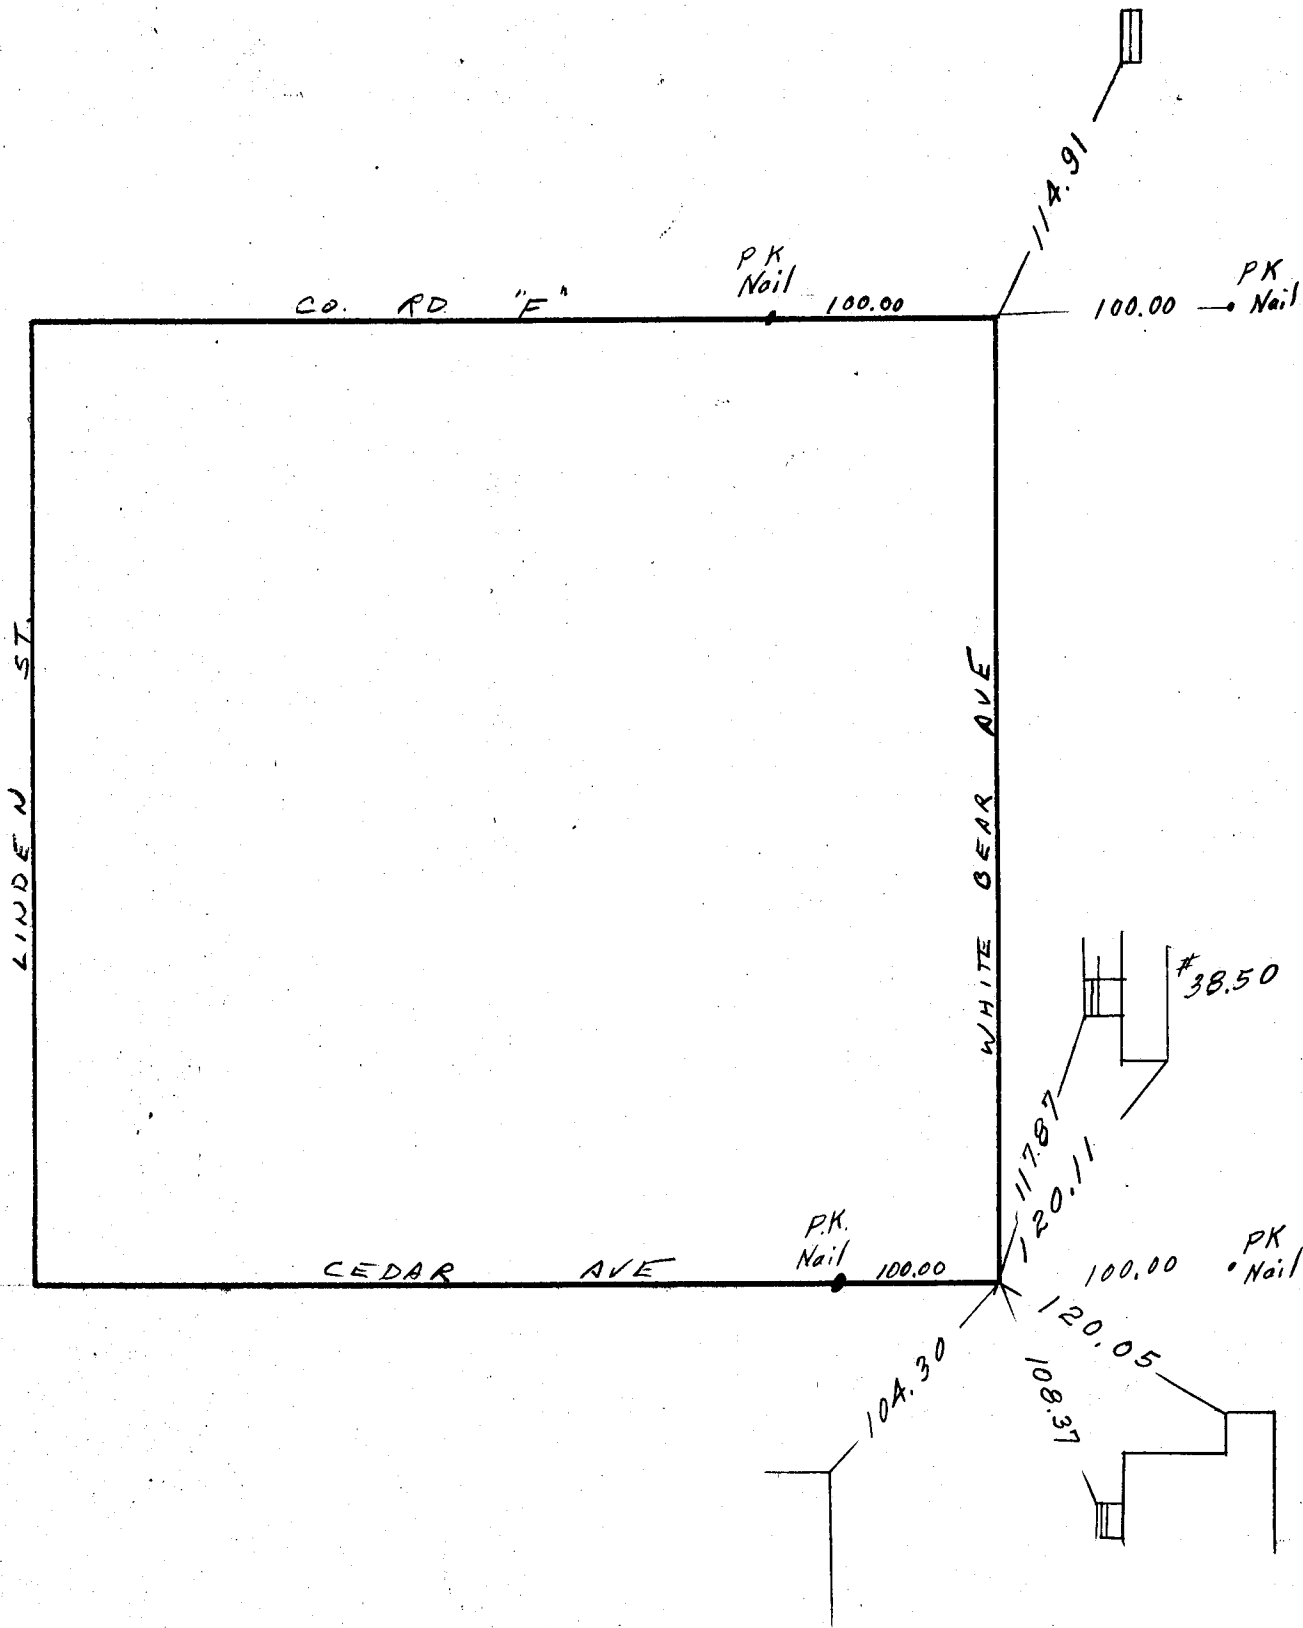 114.91
PK
Nail
CO. RD. "F"
100.00
100.00
PK
Nail
LINDEN ST.
WHITE BEAR AVE
#38.50
117.87
120.11
P.K.
Nail
CEDAR AVE
100.00
100.00
PK
Nail
120.05
104.30
108.37